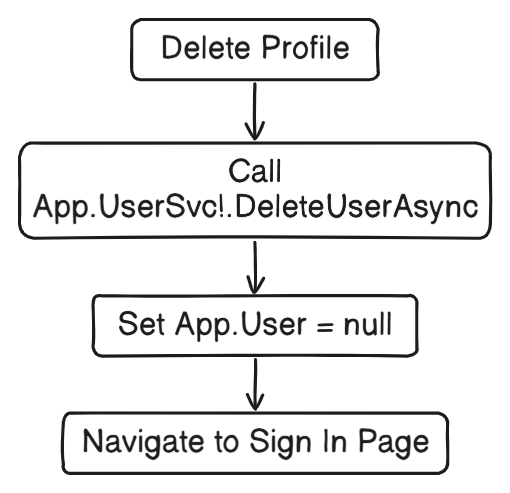 Delete Profile
Call
App.UserSvc!.DeleteUserAsync
Set App.User = null
Navigate to Sign In Page